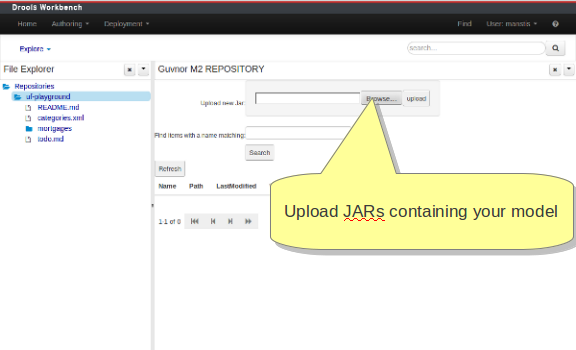 Drools Workbench
Home Authoring Deployment Find User: manstis
Explore
search...
File Explorer
Guvnor M2 REPOSITORY
Repositories
uf-playground
README.md
categories.xml
mortgages
todo.md
Upload new Jar:
Browse...
upload
Find items with a name matching:
Search
Refresh
Name Path LastModified
1-1 of 0
Upload JARs containing your model